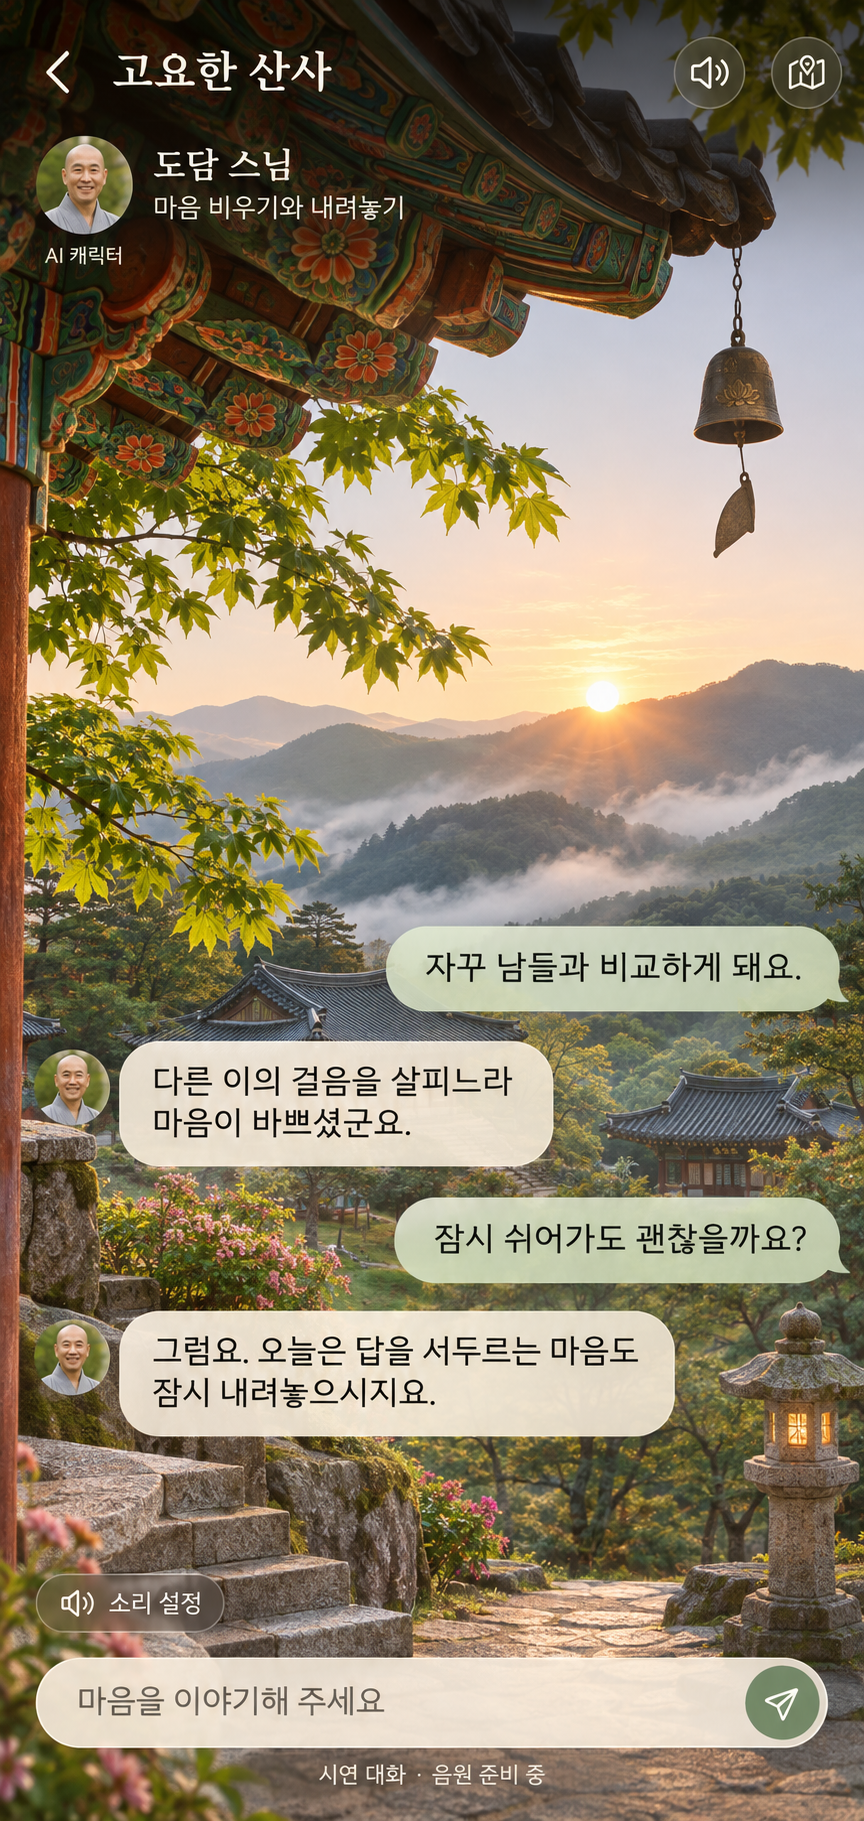 고요한 산사
도담 스님
마음 비우기와 내려놓기
AI 캐릭터
자꾸 남들과 비교하게 돼요.
다른 이의 걸음을 살피느라
마음이 바쁘셨군요.
잠시 쉬어가도 괜찮을까요?
그럼요. 오늘은 답을 서두르는 마음도
잠시 내려놓으시지요.
소리 설정
마음을 이야기해 주세요
시연 대화 · 음원 준비 중